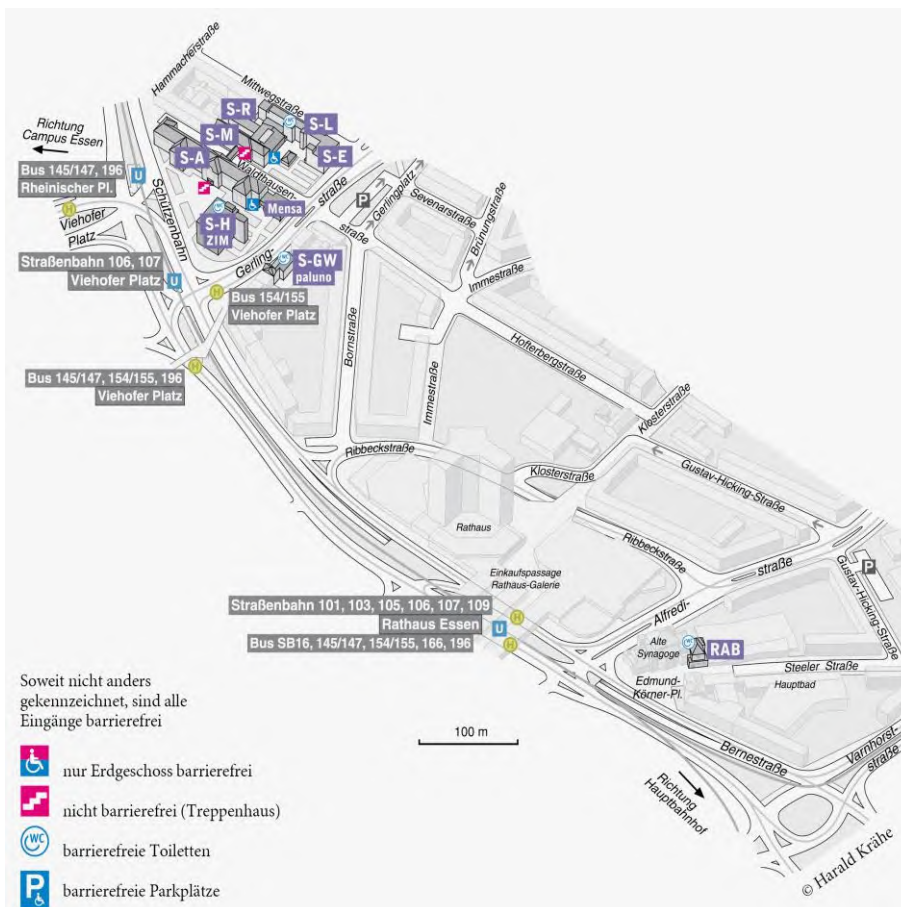 Hammacherstraße
Mittwegstraße
S-R
S-L
S-M
S-E
S-A
Richtung
Campus Essen
Bus 145/147, 196
Rheinischer Pl.
U
H
Viehofer
Platz
Schützenbahn
Waldthausen-
straße
Mensa
S-H
ZIM
P
Gerlingplatz
Sevenarstraße
Brüningstraße
Straßenbahn 106, 107
Viehofer Platz
U
Gerling-
straße
S-GW
paluno
Immestraße
H
Bus 154/155
Viehofer Platz
H
Bus 145/147, 154/155, 196
Viehofer Platz
Bornstraße
Immestraße
Hofterbergstraße
Klosterstraße
Ribbeckstraße
Klosterstraße
Gustav-Hicking-Straße
Rathaus
Ribbeckstraße
Einkaufspassage
Rathaus-Galerie
Straßenbahn 101, 103, 105, 106, 107, 109
Rathaus Essen
Bus SB16, 145/147, 154/155, 166, 196
H
U
H
Alfredi-
straße
P
Gustav-Hicking-Straße
Alte
Synagoge
WC
RAB
Edmund-
Körner-Pl.
Steeler Straße
Hauptbad
Bernestraße
Varnhorst-
straße
100 m
Richtung
Hauptbahnhof
Soweit nicht anders
gekennzeichnet, sind alle
Eingänge barrierefrei
nur Erdgeschoss barrierefrei
nicht barrierefrei (Treppenhaus)
WC
barrierefreie Toiletten
P
barrierefreie Parkplätze
© Harald Krähe